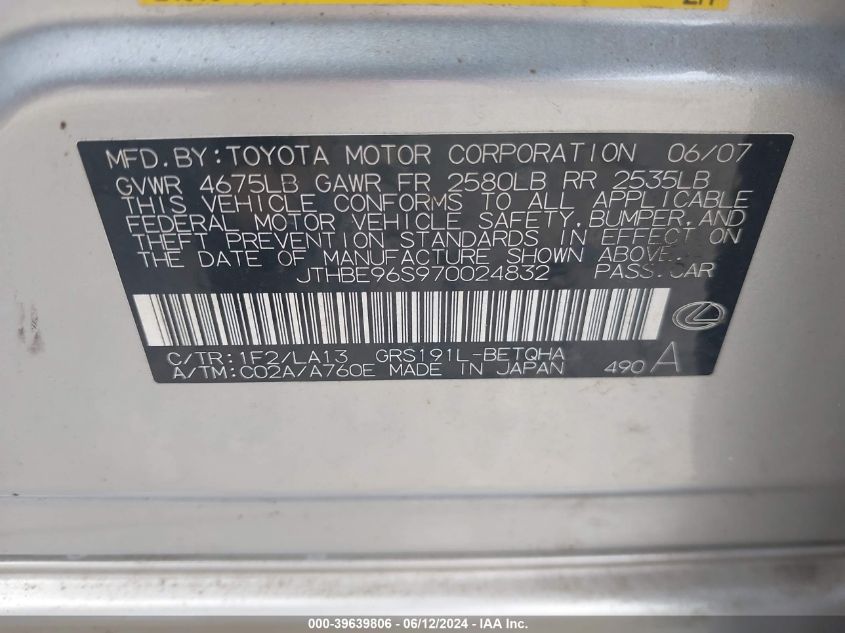 MFD. BY: TOYOTA MOTOR CORPORATION 06/07
GVWR 4675LB GAWR FR 2580LB RR 2535LB
THIS VEHICLE CONFORMS TO ALL APPLICABLE
FEDERAL MOTOR VEHICLE SAFETY, BUMPER, AND
THEFT PREVENTION STANDARDS IN EFFECT ON
THE DATE OF MANUFACTURE SHOWN ABOVE.
JTHBE96S970024832 PASS. CAR
C/TR: 1F2/LA13 GRS191L-BETQHA
A/TM: C02A/A760E MADE IN JAPAN 490 A
000-39639806 - 06/12/2024 - IAA Inc.